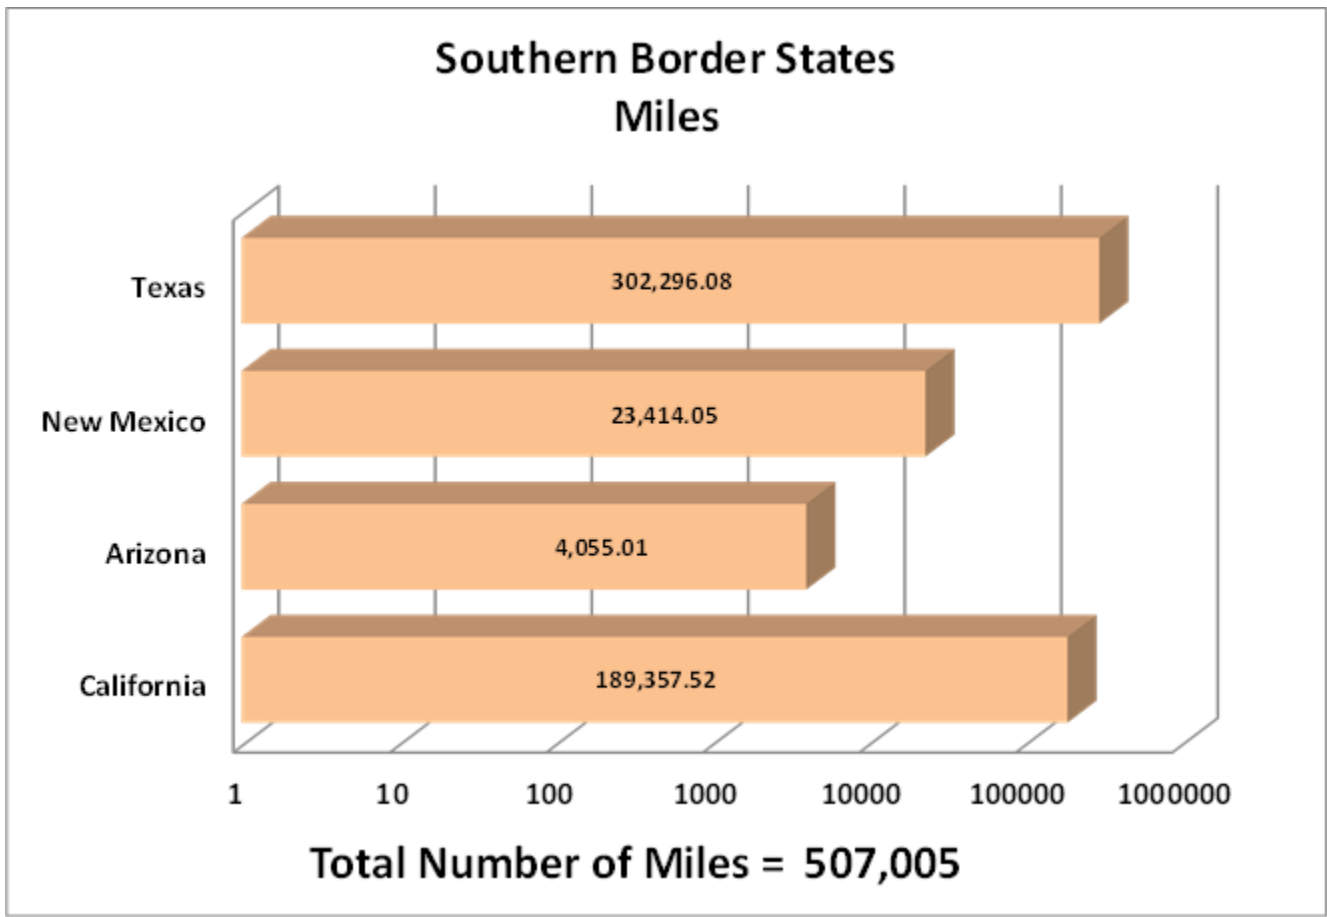 Southern Border States
Miles
Texas
302,296.08
New Mexico
23,414.05
Arizona
4,055.01
California
189,357.52
1 10 100 1000 10000 100000 1000000
Total Number of Miles = 507,005